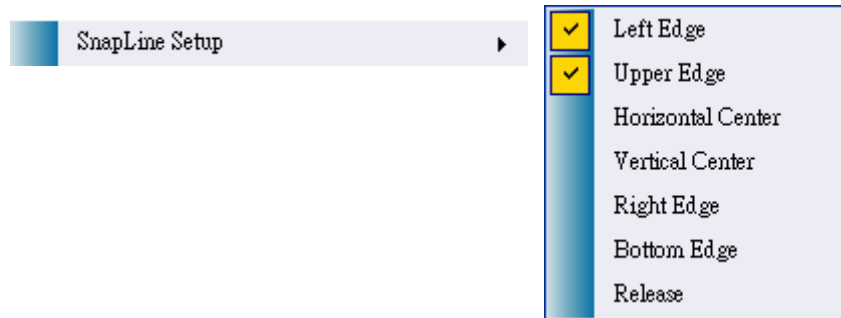 SnapLine Setup
Left Edge
Upper Edge
Horizontal Center
Vertical Center
Right Edge
Bottom Edge
Release